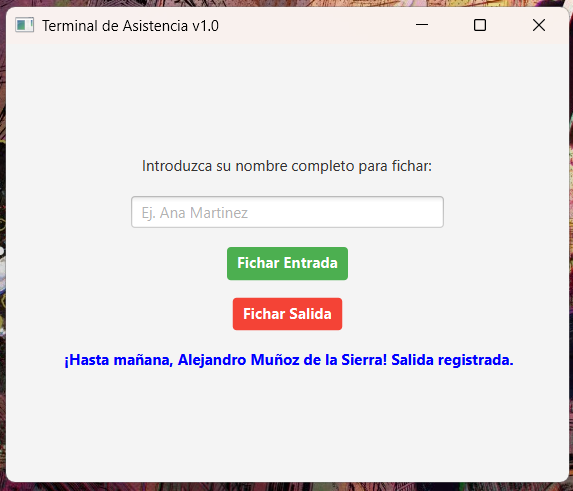 Terminal de Asistencia v1.0
Introduzca su nombre completo para fichar:
Ej. Ana Martinez
Fichar Entrada
Fichar Salida
¡Hasta mañana, Alejandro Muñoz de la Sierra! Salida registrada.